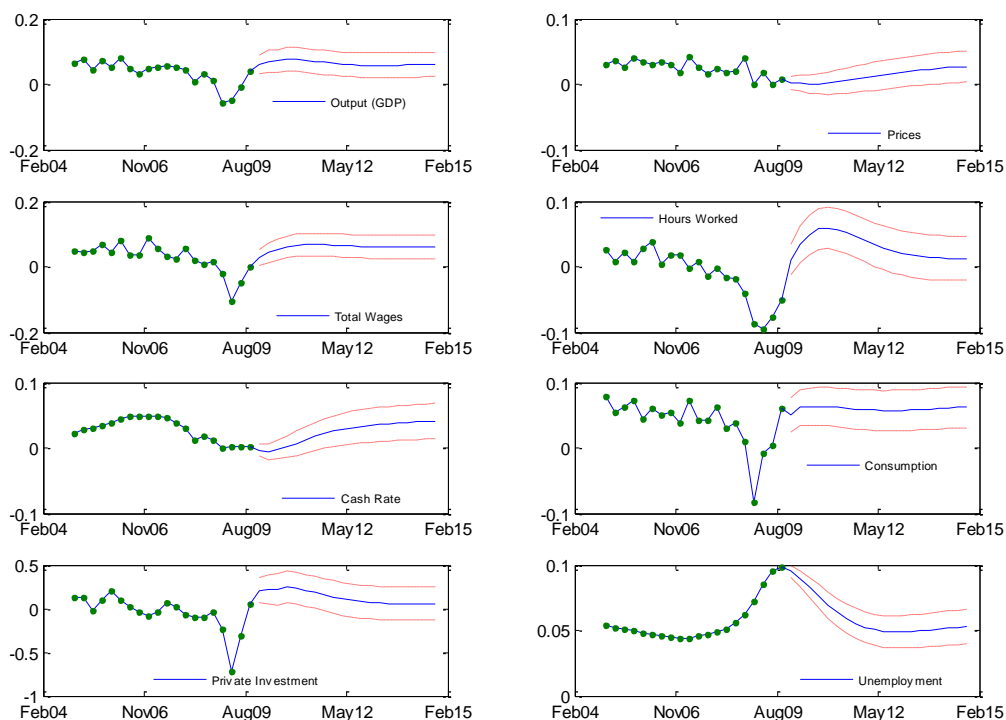 0.2
0
-0.2
Feb04 Nov06 Aug09 May12 Feb15
Output (GDP)
0.1
0
-0.1
Feb04 Nov06 Aug09 May12 Feb15
Prices
0.2
0
-0.2
Feb04 Nov06 Aug09 May12 Feb15
Total Wages
0.1
0
-0.1
Feb04 Nov06 Aug09 May12 Feb15
Hours Worked
0.1
0
-0.1
Feb04 Nov06 Aug09 May12 Feb15
Cash Rate
0.1
0
-0.1
Feb04 Nov06 Aug09 May12 Feb15
Consumption
0.5
0
-0.5
-1
Feb04 Nov06 Aug09 May12 Feb15
Private Investment
0.1
0.05
0
Feb04 Nov06 Aug09 May12 Feb15
Unemployment